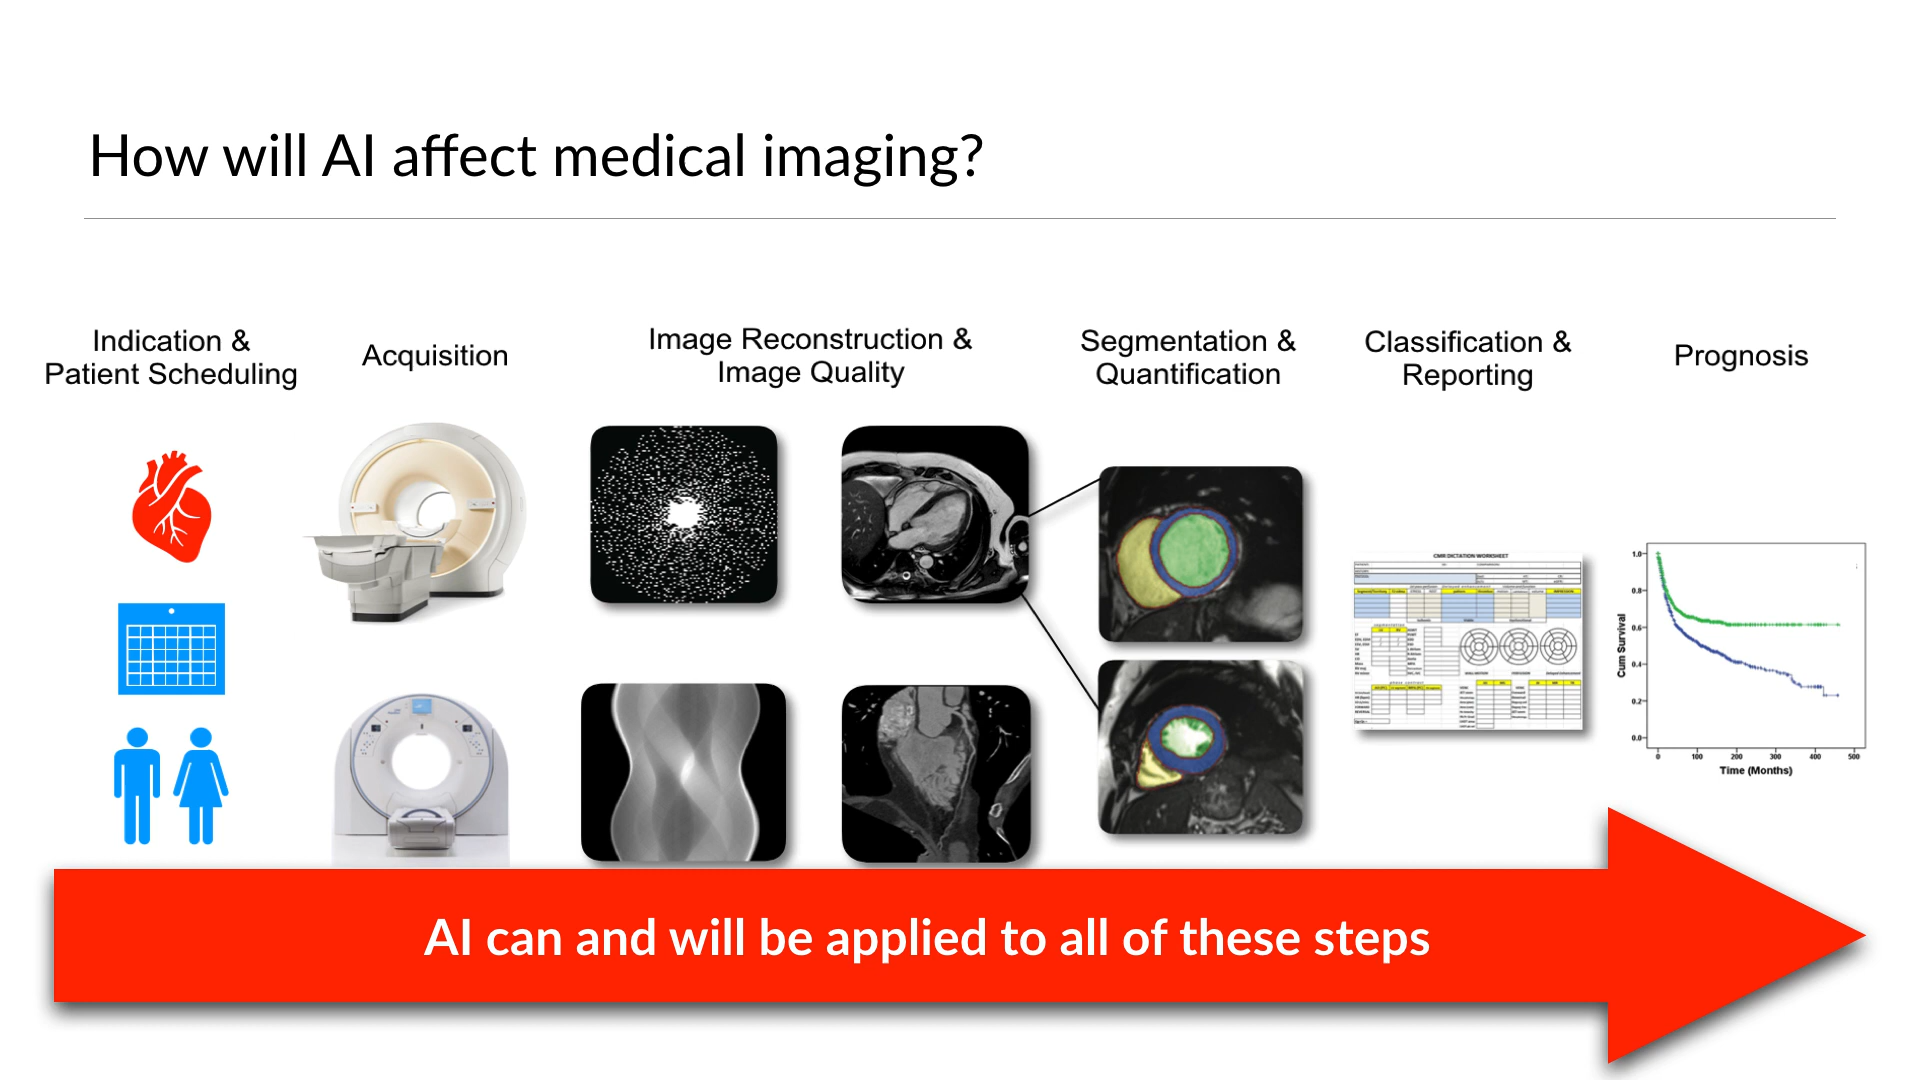 How will AI affect medical imaging?
Indication &
Patient Scheduling
Acquisition
Image Reconstruction &
Image Quality
Segmentation &
Quantification
Classification &
Reporting
Prognosis
CMR DICTATION WORKSHEET
Cum Survival
1.0
0.8
0.6
0.4
0.2
0.0
0 100 200 300 400 500
Time (Months)
AI can and will be applied to all of these steps